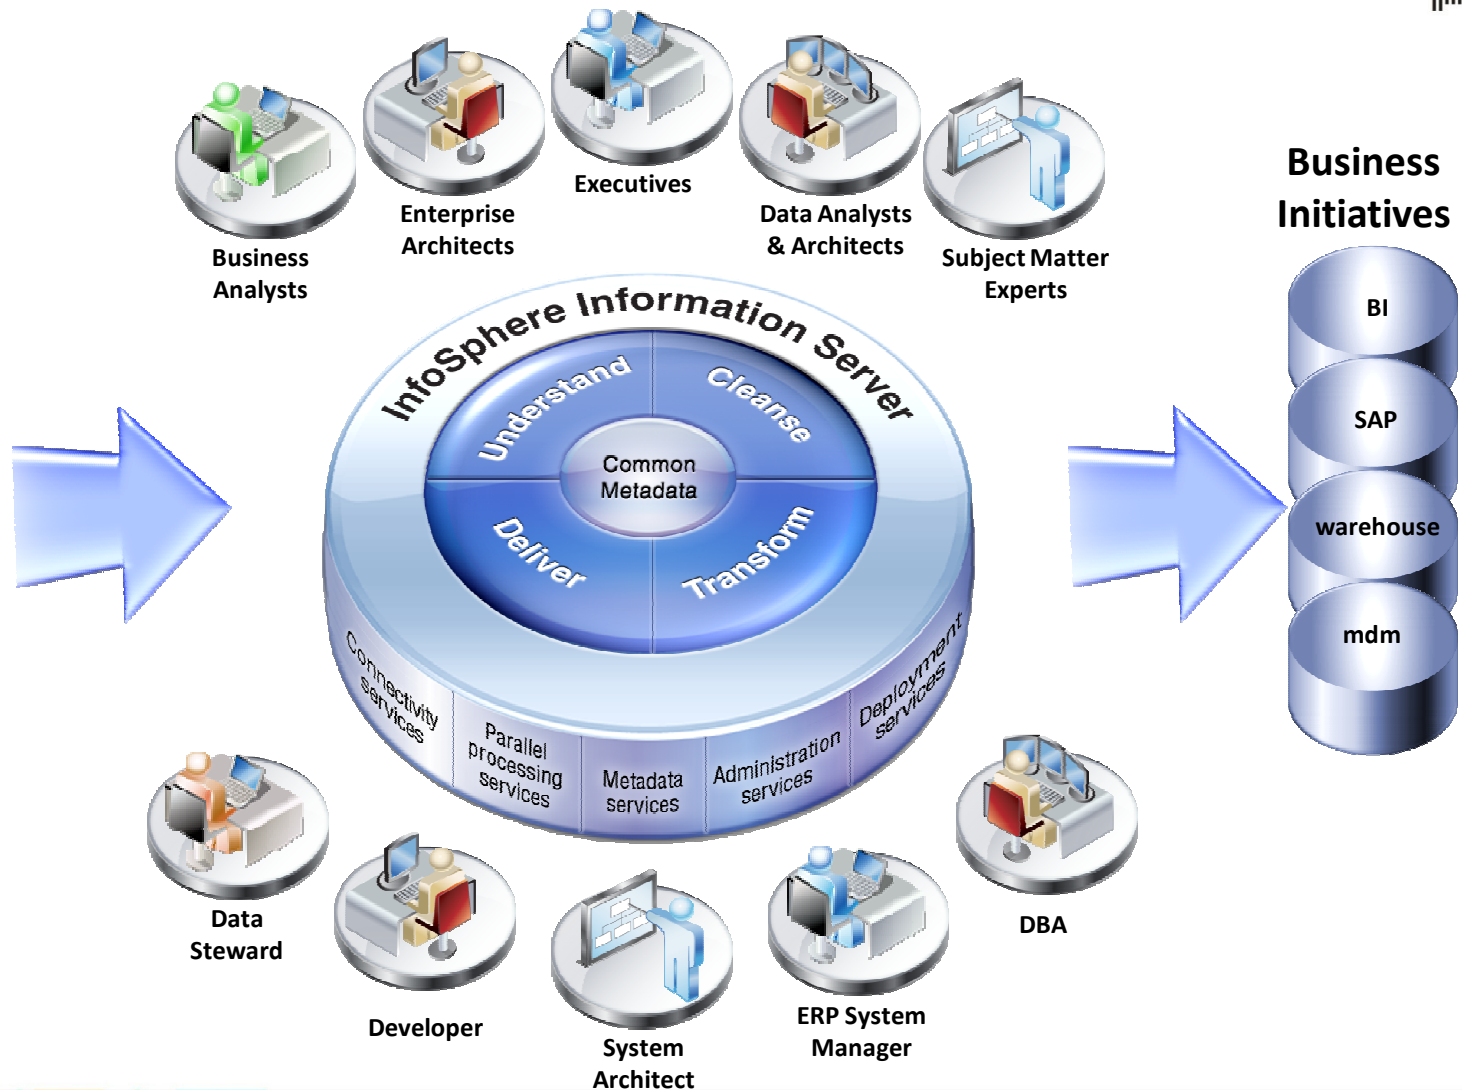 Executives
Enterprise
Architects
Data Analysts
& Architects
Business
Analysts
Subject Matter
Experts
Business
Initiatives
BI
SAP
warehouse
mdm
InfoSphere Information Server
Understand
Cleanse
Common
Metadata
Deliver
Transform
Connectivity
services
Parallel
processing
services
Metadata
services
Administration
services
Deployment
services
Data
Steward
Developer
System
Architect
ERP System
Manager
DBA